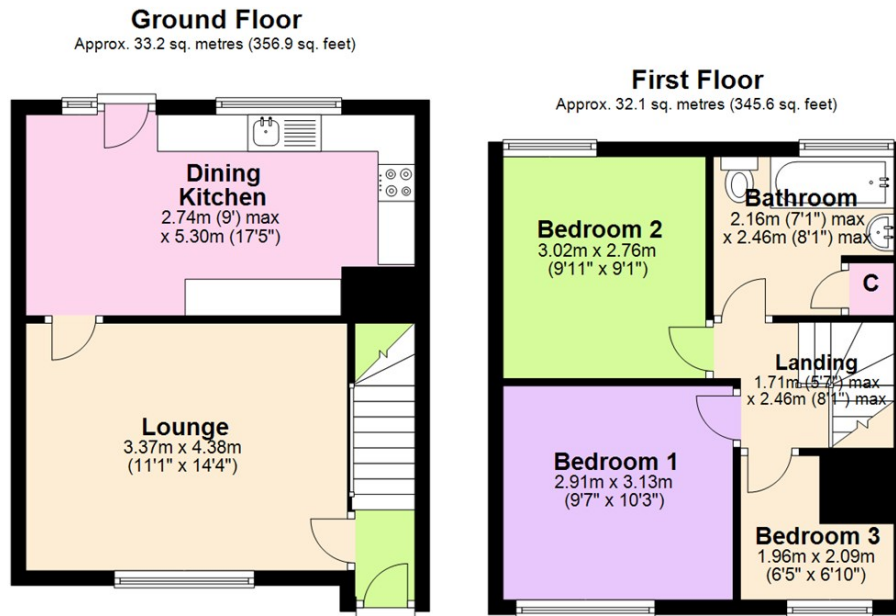 Ground Floor
Approx. 33.2 sq. metres (356.9 sq. feet)
Dining
Kitchen
2.74m (9') max
x 5.30m (17'5")
Lounge
3.37m x 4.38m
(11'1" x 14'4")
First Floor
Approx. 32.1 sq. metres (345.6 sq. feet)
Bedroom 2
3.02m x 2.76m
(9'11" x 9'1")
Bathroom
2.16m (7'1") max
x 2.46m (8'1") max
C
Landing
1.71m (5'7") max
x 2.46m (8'1") max
Bedroom 1
2.91m x 3.13m
(9'7" x 10'3")
Bedroom 3
1.96m x 2.09m
(6'5" x 6'10")